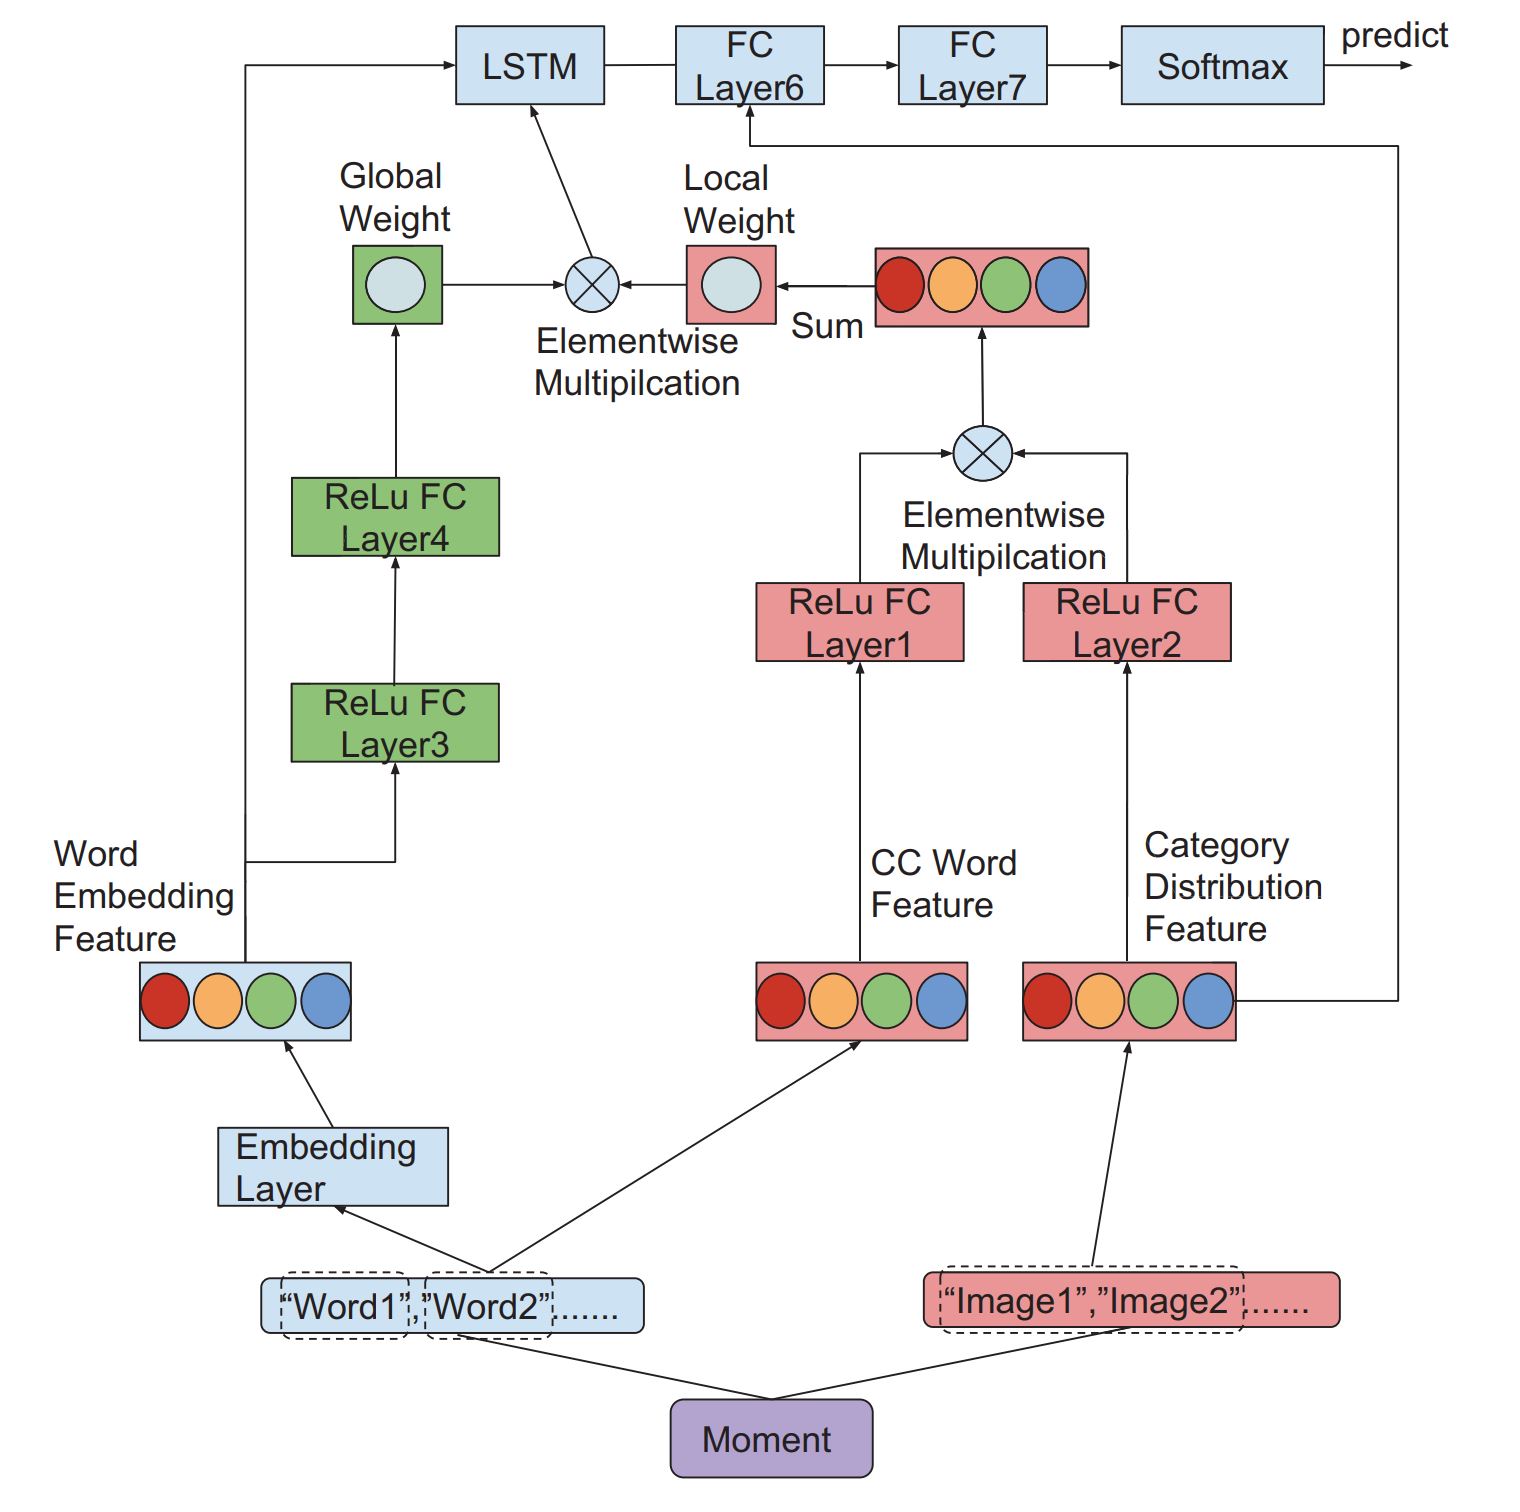 predict
LSTM
FC
Layer6
FC
Layer7
Softmax
Global
Weight
Local
Weight
Sum
Elementwise
Multipilcation
ReLu FC
Layer4
Elementwise
Multipilcation
ReLu FC
Layer1
ReLu FC
Layer2
ReLu FC
Layer3
Word
Embedding
Feature
CC Word
Feature
Category
Distribution
Feature
Embedding
Layer
“Word1”,”Word2”.......
“Image1”,”Image2”.......
Moment